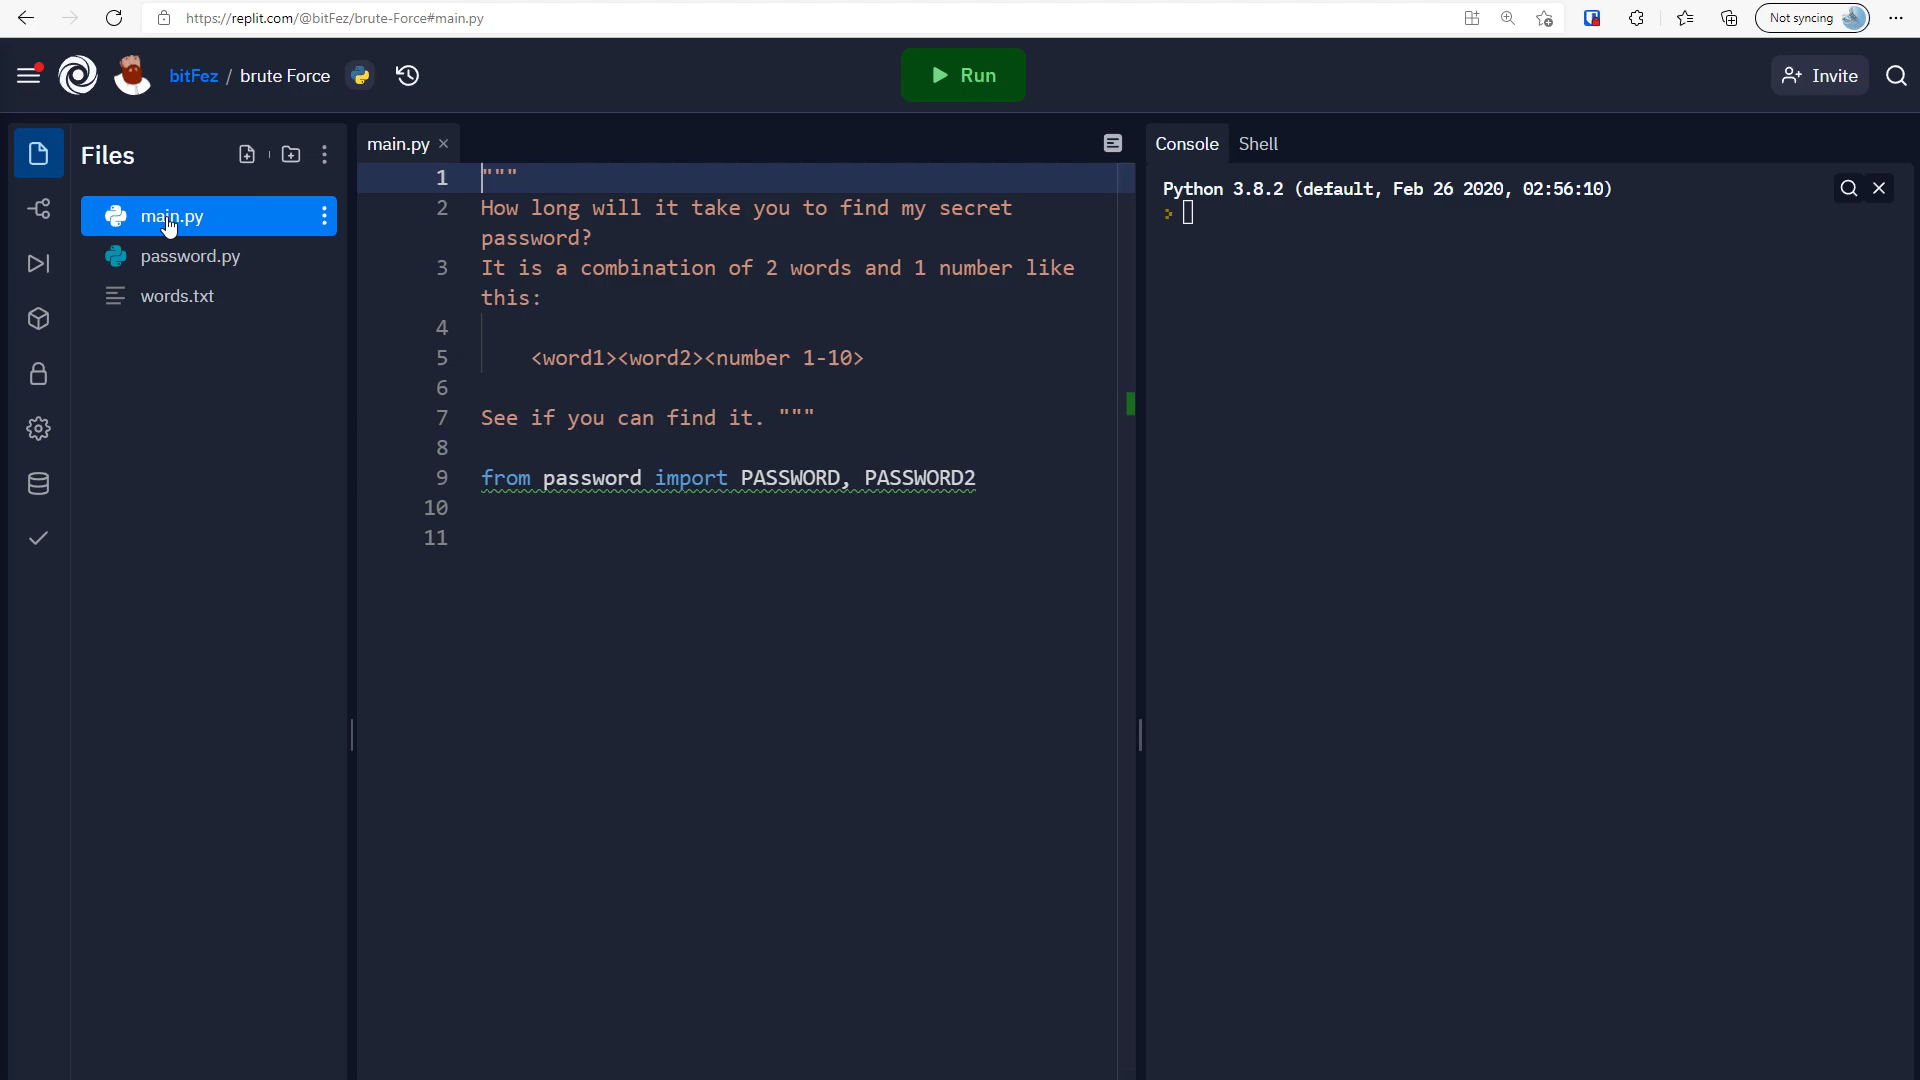 https://replit.com/@bitFez/brute-Force#main.py
Not syncing
bitFez / brute Force
Run
Invite
Files
main.py
password.py
words.txt
main.py
1 """
2 How long will it take you to find my secret
password?
3 It is a combination of 2 words and 1 number like
this:
4
5 <word1><word2><number 1-10>
6
7 See if you can find it. """
8
9 from password import PASSWORD, PASSWORD2
10
11
Console Shell
Python 3.8.2 (default, Feb 26 2020, 02:56:10)